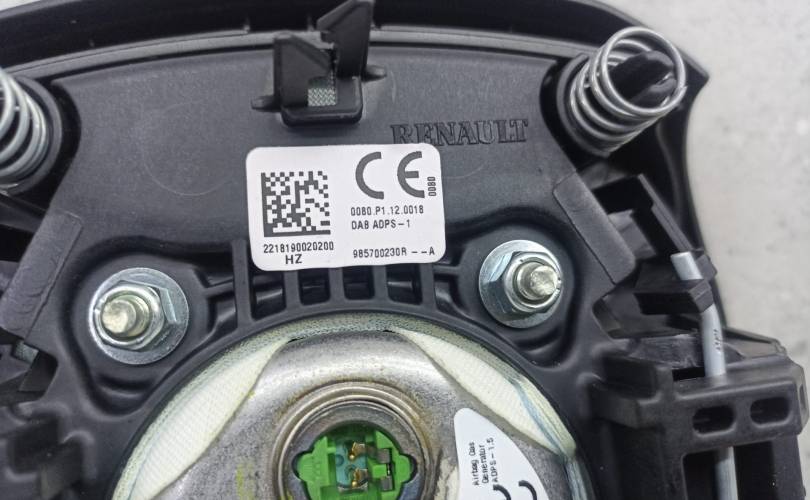 RENAULT
CE
0080
0080.P1.12.0018
DAB ADPS-1
2218190020200
HZ
985700230R --A
Airbag Gas
Generator
ADPS-1.5